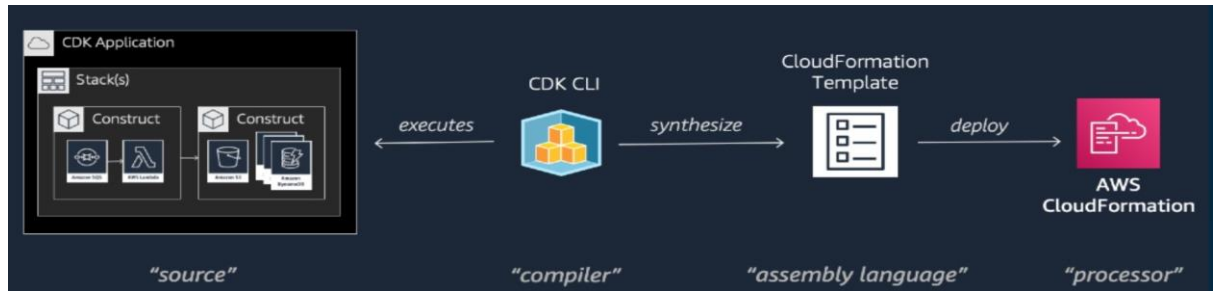 CDK Application
Stack(s)
Construct
Construct
Amazon SQS
AWS Lambda
Amazon S3
Amazon
DynamoDB
executes
CDK CLI
synthesize
CloudFormation
Template
deploy
AWS
CloudFormation
"source"
"compiler"
"assembly language"
"processor"